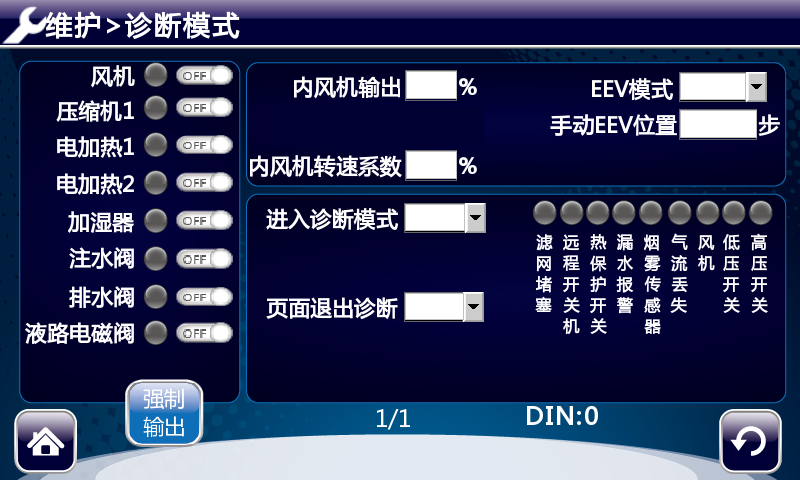 维护>诊断模式
风机 OFF
压缩机1 OFF
电加热1 OFF
电加热2 OFF
加湿器 OFF
注水阀 OFF
排水阀 OFF
液路电磁阀 OFF
内风机输出 %
EEV模式
手动EEV位置 步
内风机转速系数 %
进入诊断模式
页面退出诊断
滤网堵塞
远程开关机
热保护开关
漏水报警
烟雾传感器
气流丢失
风机
低压开关
高压开关
强制
输出
1/1
DIN:0